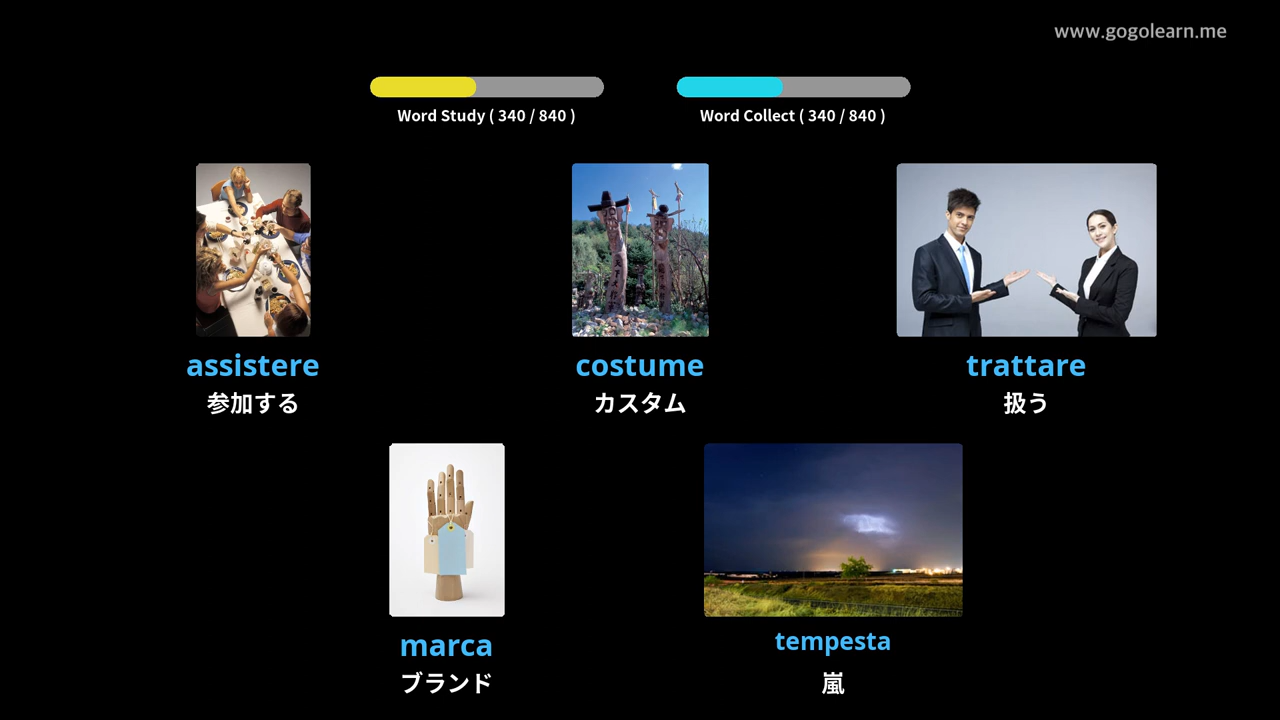 www.gogolearn.me
Word Study ( 340 / 840 )
Word Collect ( 340 / 840 )
assistere
参加する
costume
カスタム
trattare
扱う
marca
ブランド
tempesta
嵐